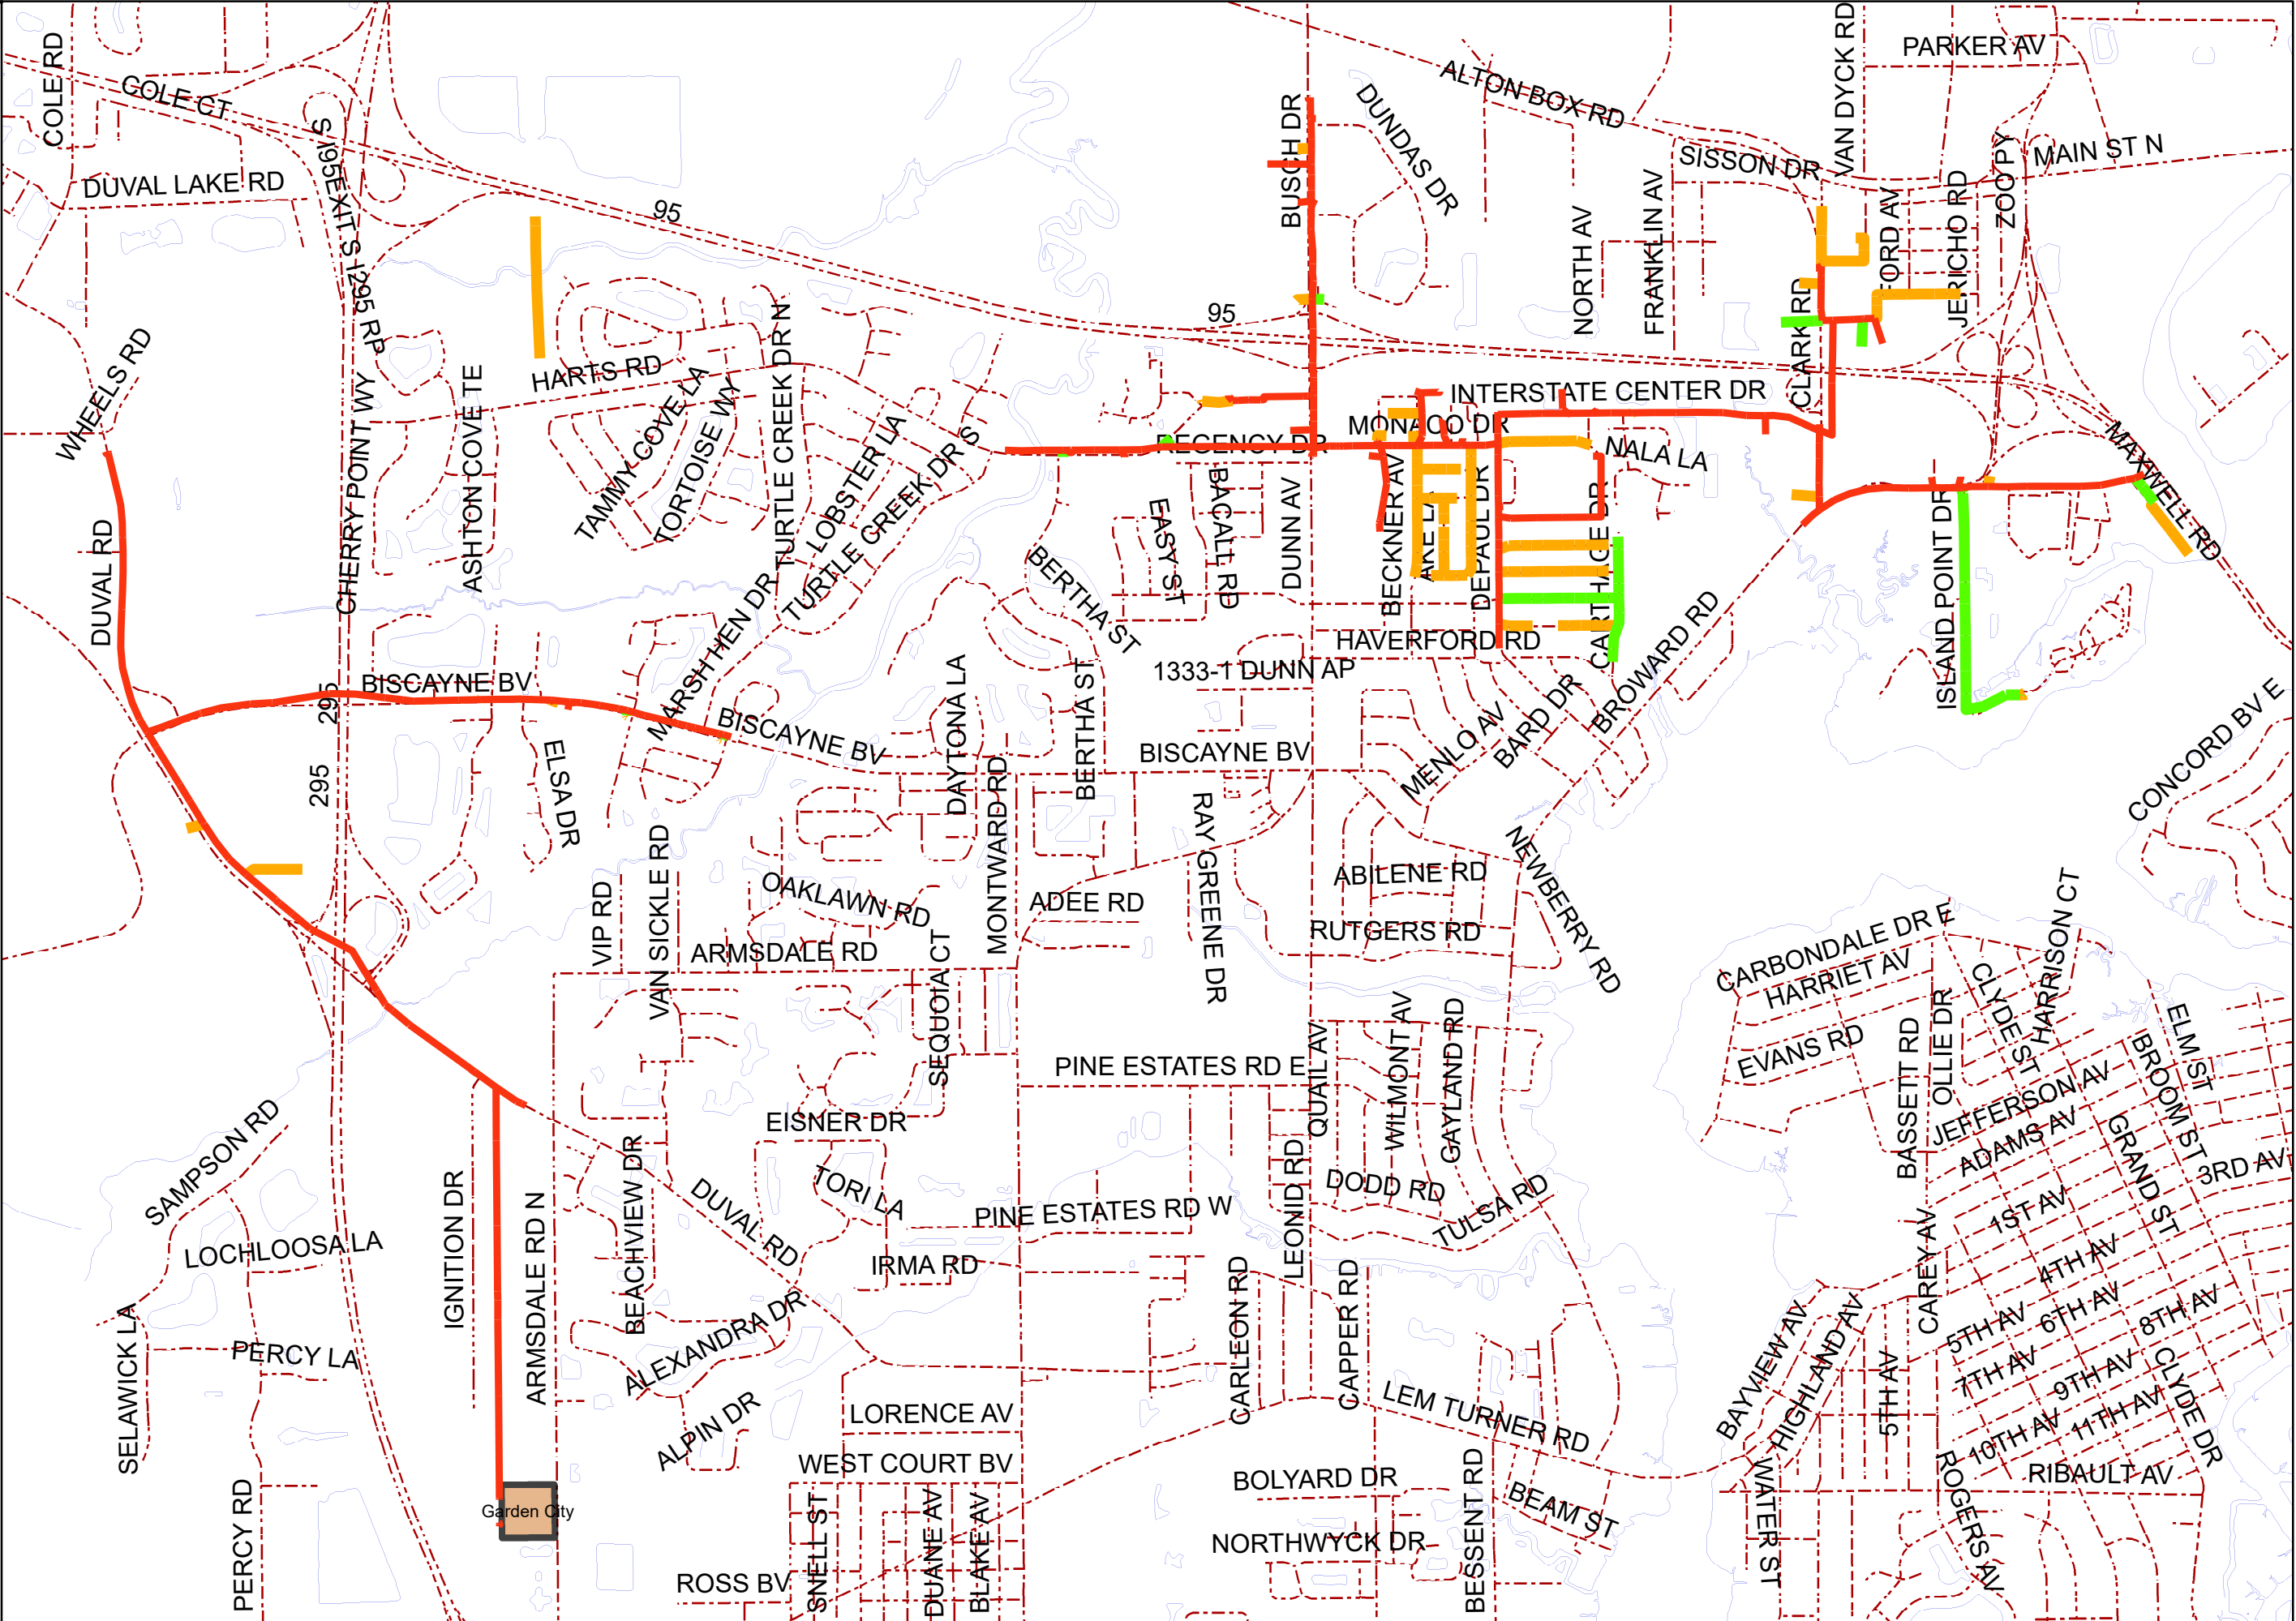 COLE RD
COLE CT
DUVAL LAKE RD
S I95EXIT S I295 RP
95
BUSCH DR
DUNDAS DR
ALTON BOX RD
VAN DYCK RD
PARKER AV
SISSON DR
MAIN ST N
ZOO PY
JERICHO RD
FORD AV
NORTH AV
FRANKLIN AV
CLARK RD
95
WHEELS RD
CHERRY POINT WY
ASHTON COVE TE
HARTS RD
TAMMY COVE LA
TORTOISE WY
TURTLE CREEK DR N
LOBSTER LA
TURTLE CREEK DR S
INTERSTATE CENTER DR
MONACO DR
REGENCY DR
NALA LA
MAXWELL RD
DUVAL RD
EASY ST
BACALL RD
DUNN AV
BECKNER AV
AKE LA
DEPAUL DR
CARTHAGE DR
ISLAND POINT DR
BERTHA ST
BROWARD RD
HAVERFORD RD
1333-1 DUNN AP
MARSH HEN DR
BISCAYNE BV
295
BISCAYNE BV
DAYTONA LA
BERTHA ST
BISCAYNE BV
MENLO AV
BARD DR
CONCORD BV E
295
ELSA DR
MONTWARD RD
RAY GREENE DR
NEWBERRY RD
VIP RD
VAN SICKLE RD
OAKLAWN RD
ADEE RD
ABILENE RD
RUTGERS RD
ARMSDALE RD
SEQUOIA CT
CARBONDALE DR E
HARRIET AV
HARRISON CT
CLYDE ST
EVANS RD
BASSETT RD
OLLIE DR
ELM ST
BROOM ST
PINE ESTATES RD E
QUAIL AV
WILMONT AV
GAYLAND RD
JEFFERSON AV
ADAMS AV
GRAND ST
3RD AV
SAMPSON RD
EISNER DR
BEACHVIEW DR
TORI LA
DUVAL RD
PINE ESTATES RD W
LEONID RD
DODD RD
TULSA RD
1ST AV
LOCHLOOSA LA
IGNITION DR
ARMSDALE RD N
IRMA RD
CARLEON RD
CAPPER RD
CAREY AV
4TH AV
5TH AV
6TH AV
8TH AV
SELAWICK LA
PERCY LA
ALEXANDRA DR
BAYVIEW AV
HIGHLAND AV
5TH AV
7TH AV
9TH AV
CLYDE DR
ALPIN DR
LORENCE AV
LEM TURNER RD
10TH AV
11TH AV
WEST COURT BV
BOLYARD DR
BESSENT RD
BEAM ST
WATER ST
ROGERS AV
RIBAULT AV
Garden City
PERCY RD
ROSS BV
SNELL ST
DUANE AV
BLAKE AV
NORTHWYCK DR